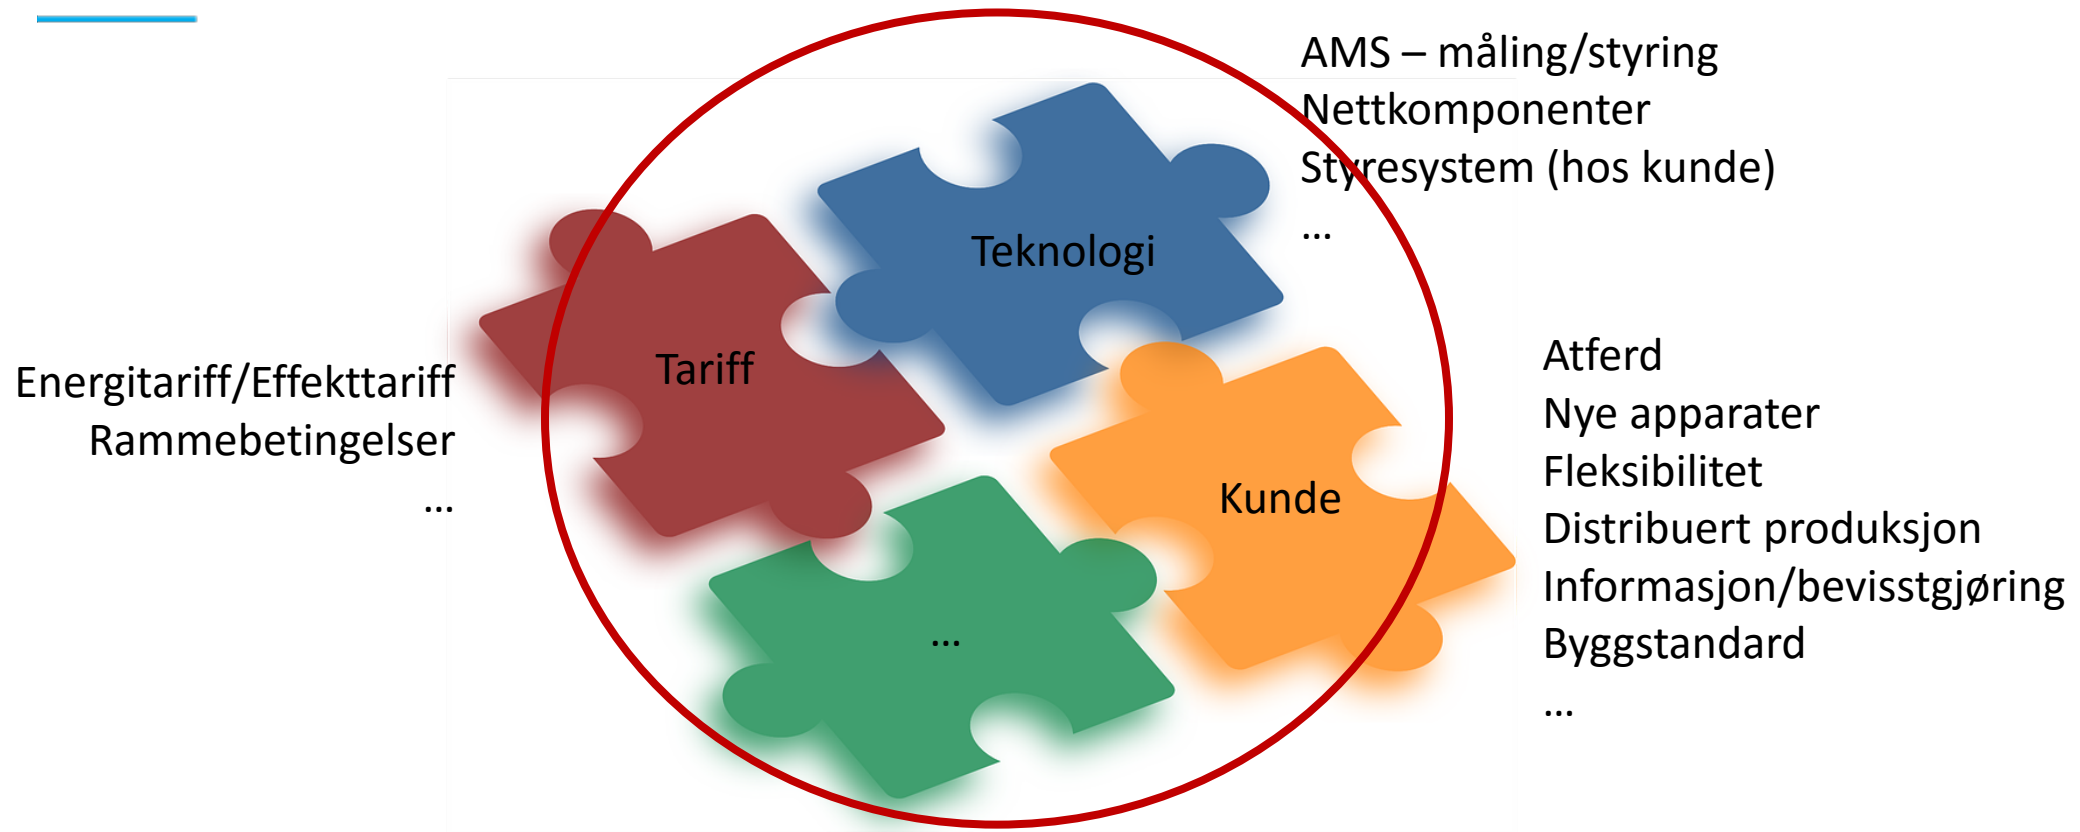 AMS – måling/styring
Nettkomponenter
Styresystem (hos kunde)
…
Teknologi
Tariff
Energitariff/Effekttariff
Rammebetingelser
…
Kunde
Atferd
Nye apparater
Fleksibilitet
Distribuert produksjon
Informasjon/bevisstgjøring
Byggstandard
…
…